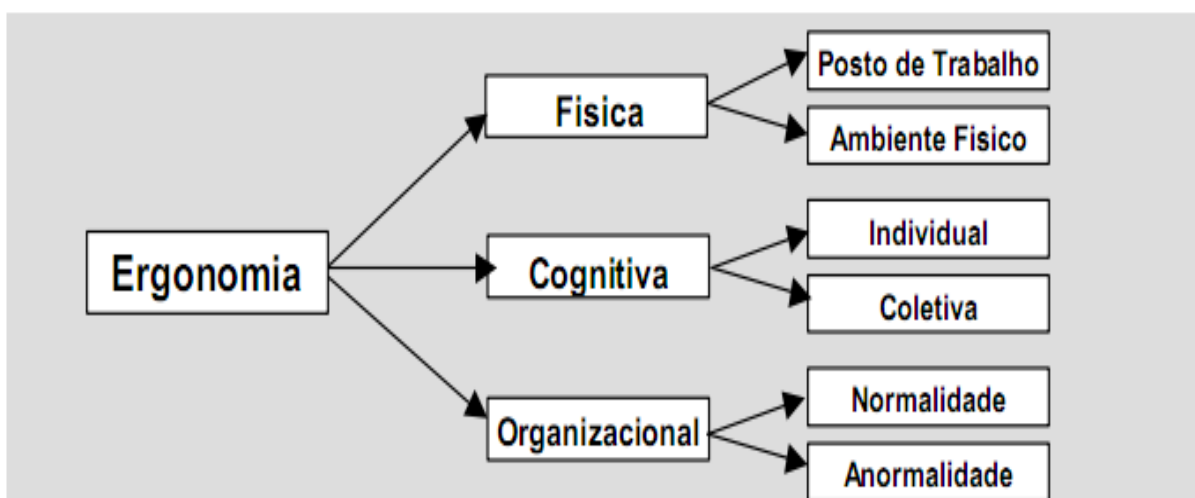 Ergonomia
Fisica
Posto de Trabalho
Ambiente Fisico
Cognitiva
Individual
Coletiva
Organizacional
Normalidade
Anormalidade